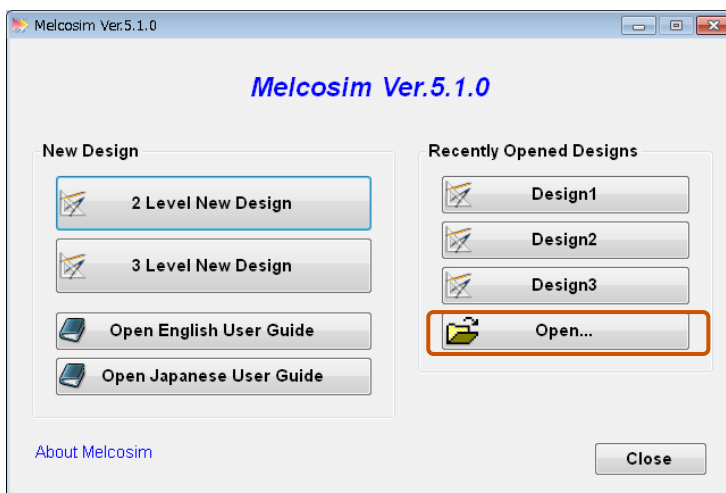 Melcosim Ver.5.1.0
Melcosim Ver.5.1.0
New Design
2 Level New Design
3 Level New Design
Open English User Guide
Open Japanese User Guide
Recently Opened Designs
Design1
Design2
Design3
Open...
About Melcosim
Close